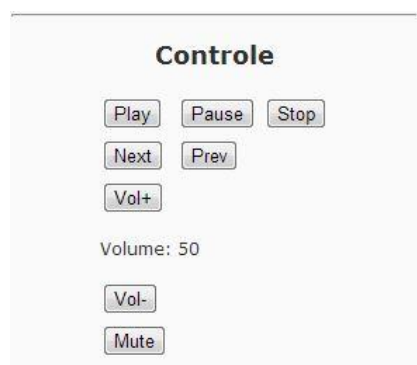 Controle
Play Pause Stop
Next Prev
Vol+
Volume: 50
Vol-
Mute